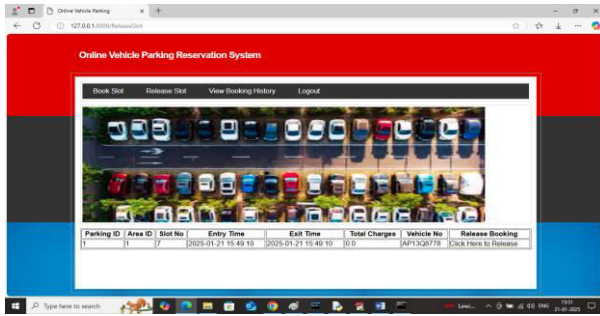 Online Vehicle Parking
127.0.0.1:8000/ReleaseSlot
Online Vehicle Parking Reservation System
Book Slot Release Slot View Booking History Logout
Parking ID Area ID Slot No Entry Time Exit Time Total Charges Vehicle No Release Booking
1 1 7 2025-01-21 15:49:10 2025-01-21 15:49:10 0.0 AP13Q8778 Click Here to Release
Type here to search
Lowi... ENG 15:51
21-01-2025